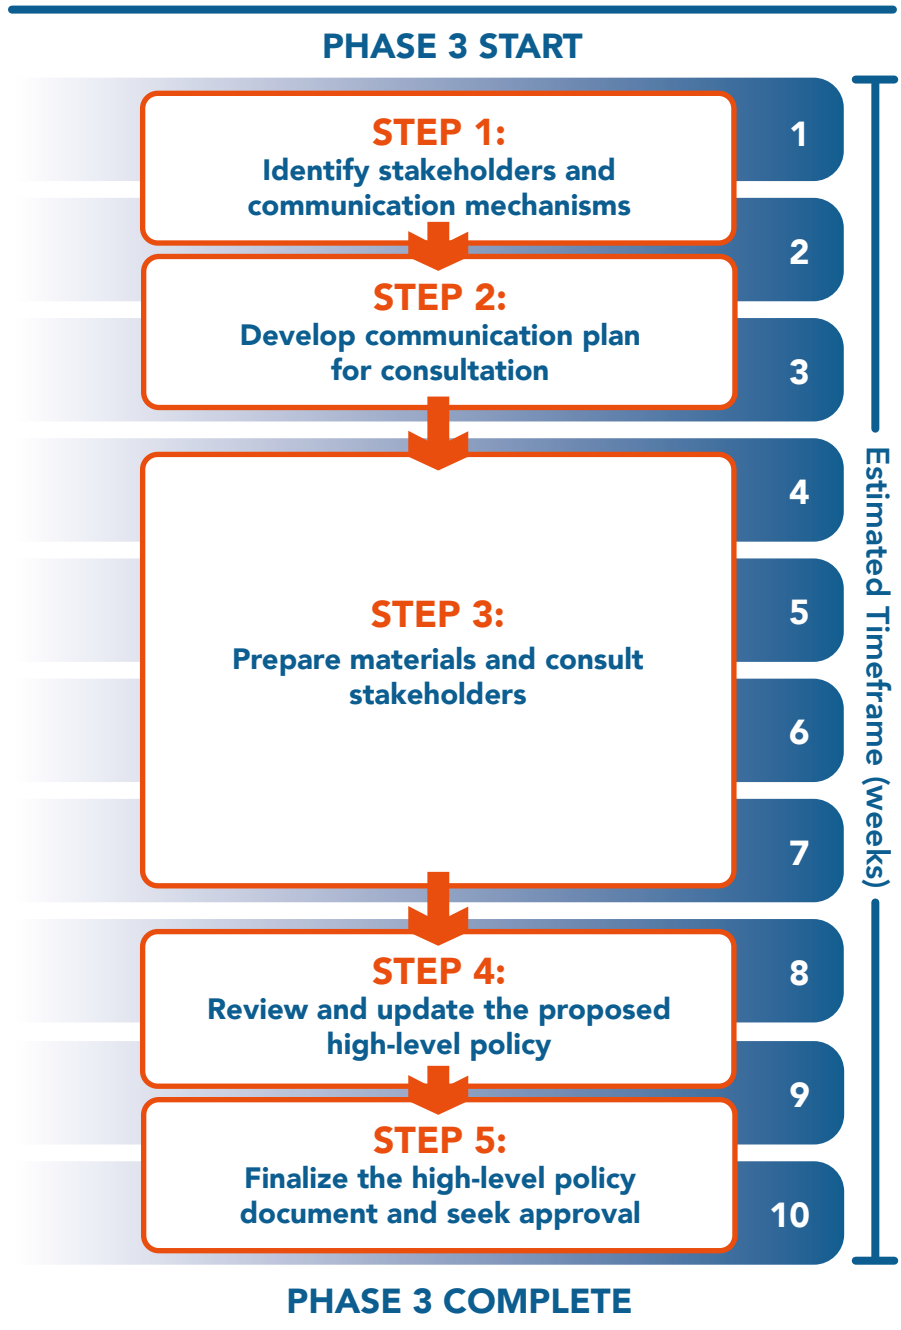 PHASE 3 START
STEP 1:
Identify stakeholders and
communication mechanisms
1
2
STEP 2:
Develop communication plan
for consultation
3
4
STEP 3:
Prepare materials and consult
stakeholders
5
6
7
STEP 4:
Review and update the proposed
high-level policy
8
9
STEP 5:
Finalize the high-level policy
document and seek approval
10
Estimated Timeframe (weeks)
PHASE 3 COMPLETE